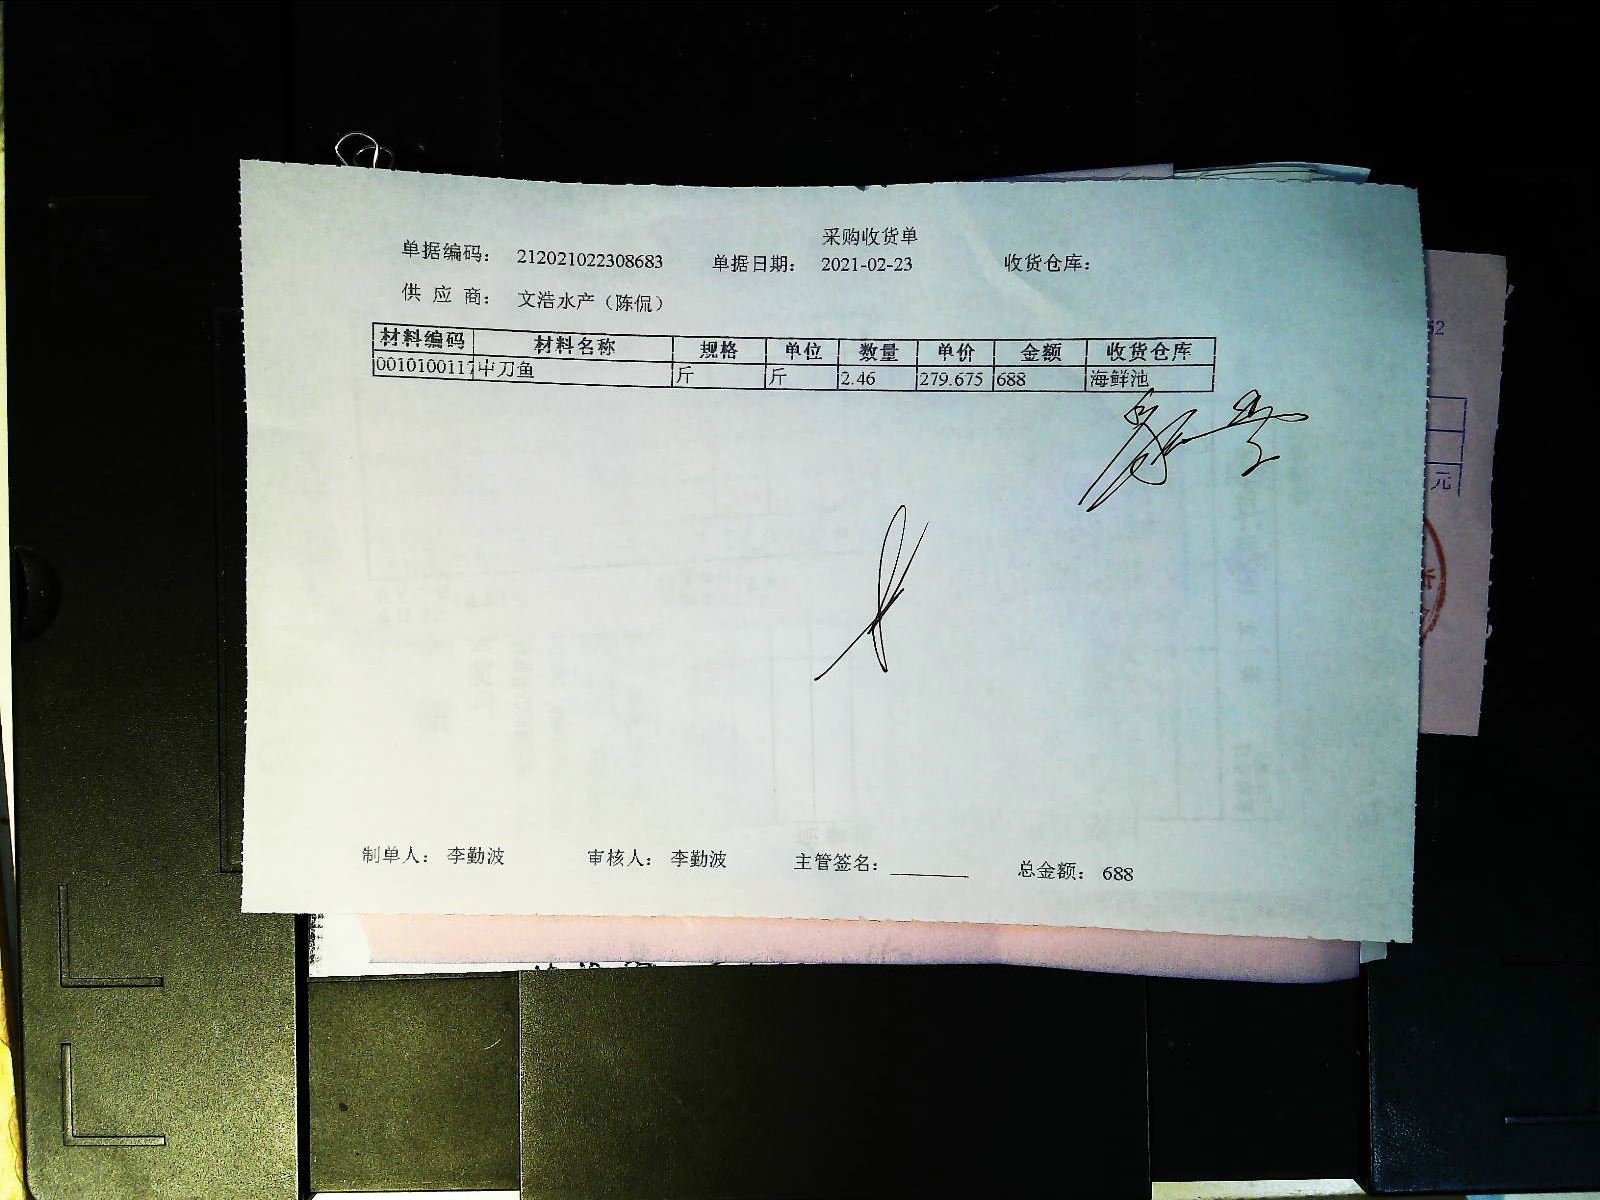 采购收货单
单据编码： 212021022308683 单据日期： 2021-02-23 收货仓库：
供 应 商： 文浩水产（陈侃）
材料编码 材料名称 规格 单位 数量 单价 金额 收货仓库
0010100117 中刀鱼 斤 斤 2.46 279.675 688 海鲜池
制单人： 李勤波 审核人： 李勤波 主管签名： 总金额： 688
52
元